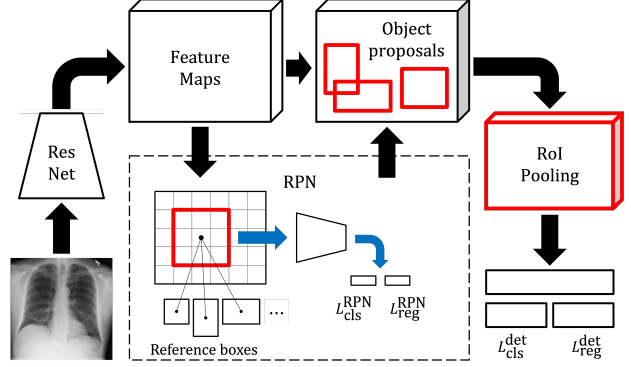 Feature
Maps
Object
proposals
Res
Net
RoI
Pooling
RPN
...
L_cls^RPN L_reg^RPN
Reference boxes
L_cls^det L_reg^det